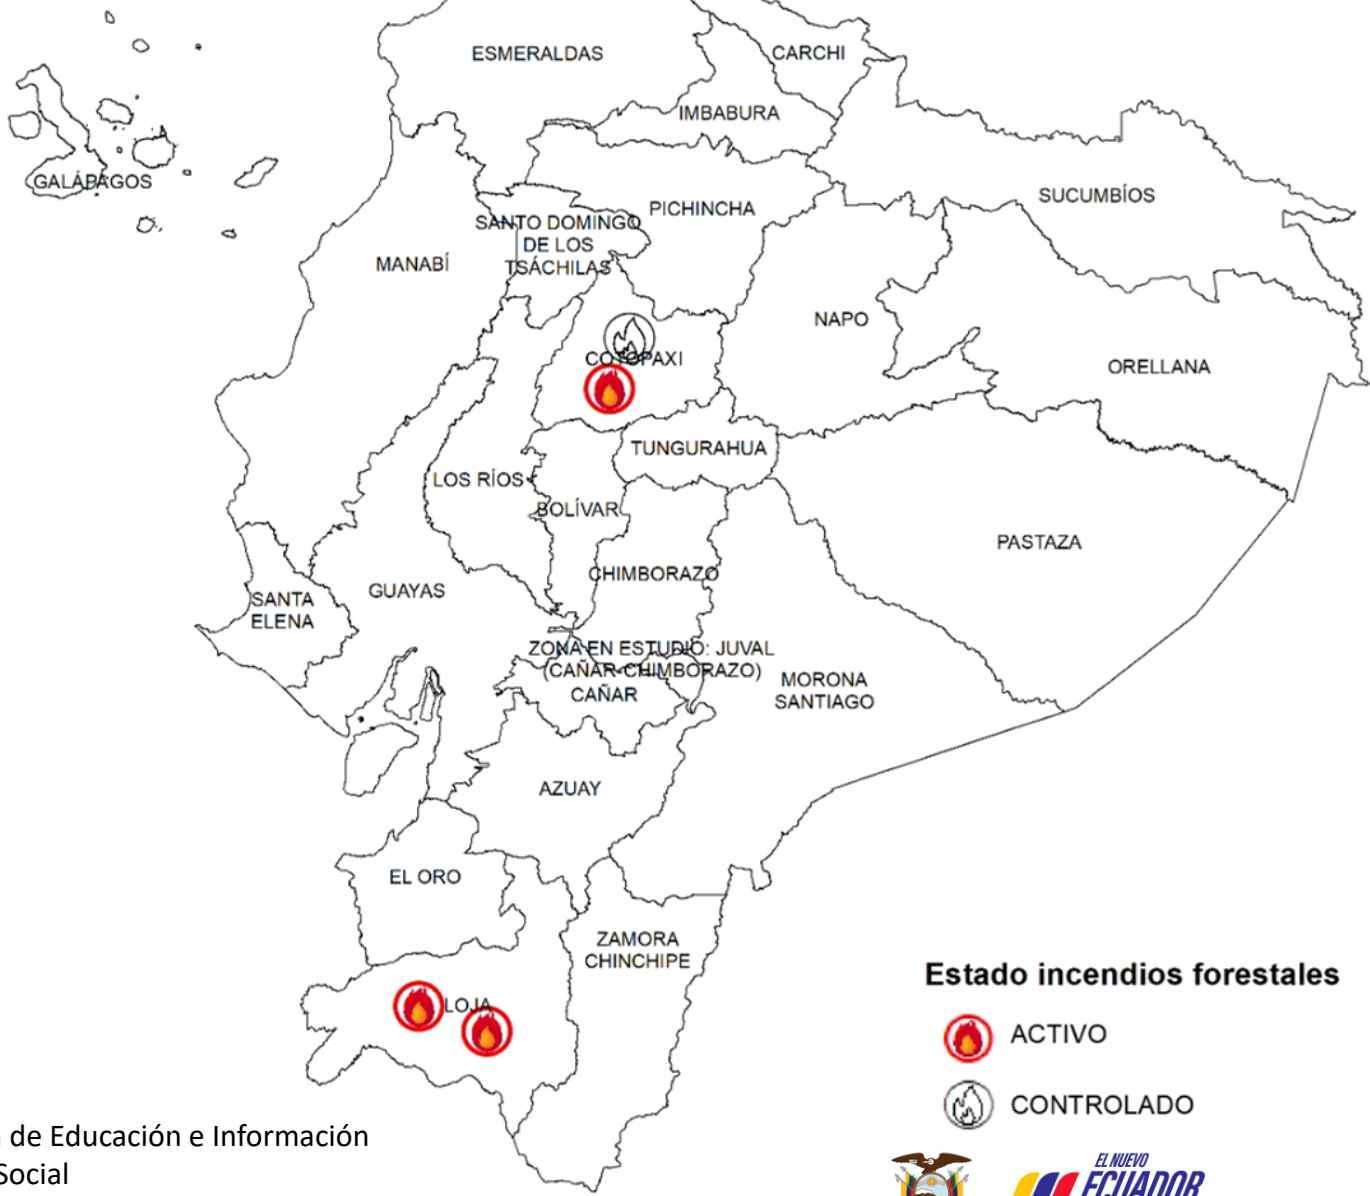 ESMERALDAS
CARCHI
IMBABURA
GALÁPAGOS
SUCUMBÍOS
PICHINCHA
SANTO DOMINGO
DE LOS
TSÁCHILAS
MANABÍ
NAPO
COTOPAXI
ORELLANA
TUNGURAHUA
LOS RÍOS
BOLÍVAR
PASTAZA
CHIMBORAZO
GUAYAS
SANTA
ELENA
ZONA EN ESTUDIO: JUVAL
(CAÑAR-CHIMBORAZO)
CAÑAR
MORONA
SANTIAGO
AZUAY
EL ORO
ZAMORA
CHINCHIPE
LOJA
Estado incendios forestales
ACTIVO
CONTROLADO
de Educación e Información
Social
EL NUEVO
ECUADOR